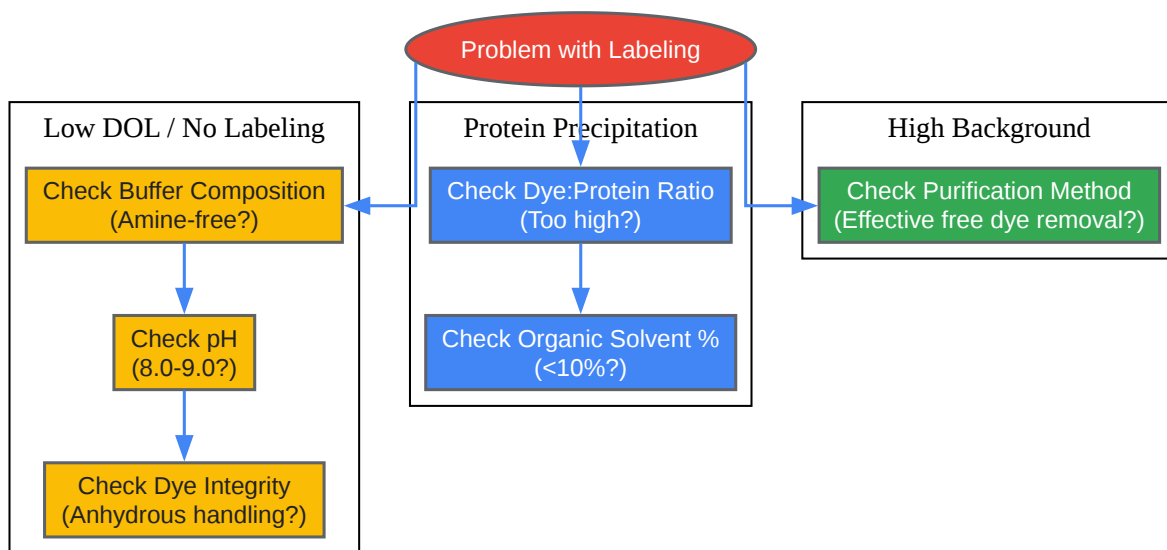 Problem with Labeling
Low DOL / No Labeling
Check Buffer Composition
(Amine-free?)
Check pH
(8.0-9.0?)
Check Dye Integrity
(Anhydrous handling?)
Protein Precipitation
Check Dye:Protein Ratio
(Too high?)
Check Organic Solvent %
(<10%?)
High Background
Check Purification Method
(Effective free dye removal?)